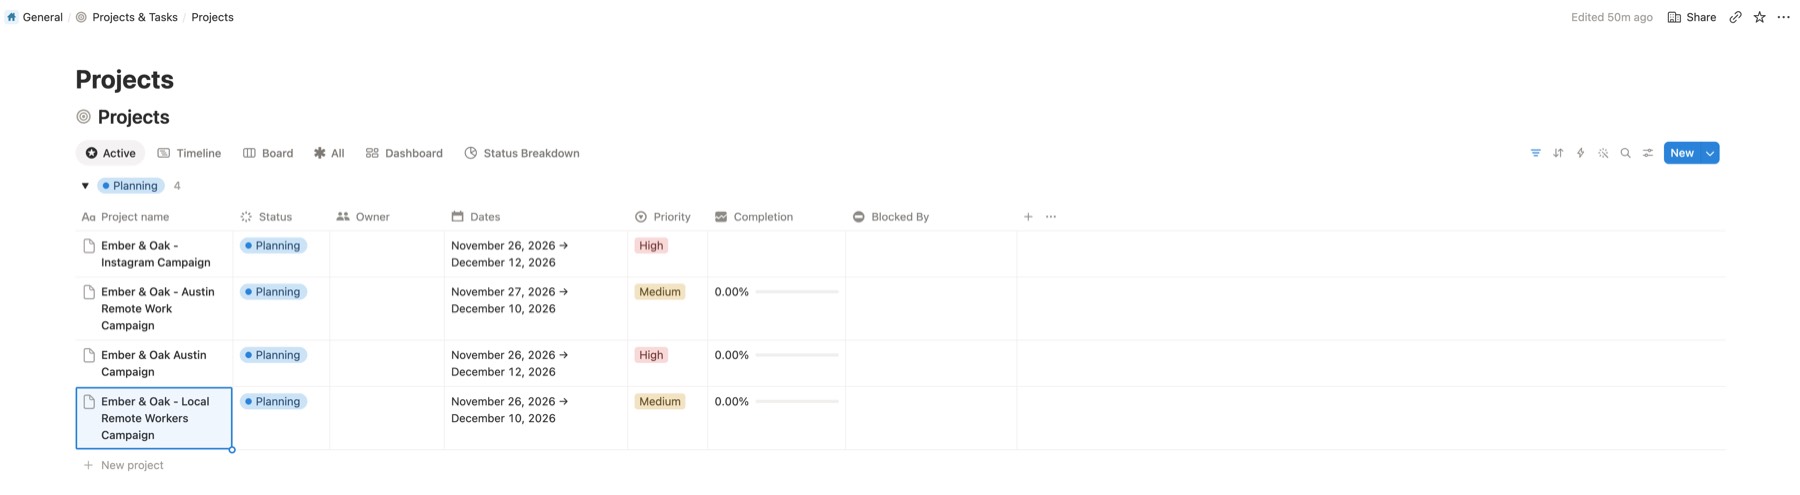 General / Projects & Tasks / Projects
Edited 50m ago Share
Projects
Projects
Active Timeline Board All Dashboard Status Breakdown New
Planning 4
Aa Project name Status Owner Dates Priority Completion Blocked By
Ember & Oak - Planning November 26, 2026 → High
Instagram Campaign December 12, 2026
Ember & Oak - Austin Planning November 27, 2026 → Medium 0.00%
Remote Work December 10, 2026
Campaign
Ember & Oak Austin Planning November 26, 2026 → High 0.00%
Campaign December 12, 2026
Ember & Oak - Local Planning November 26, 2026 → Medium 0.00%
Remote Workers December 10, 2026
Campaign
+ New project